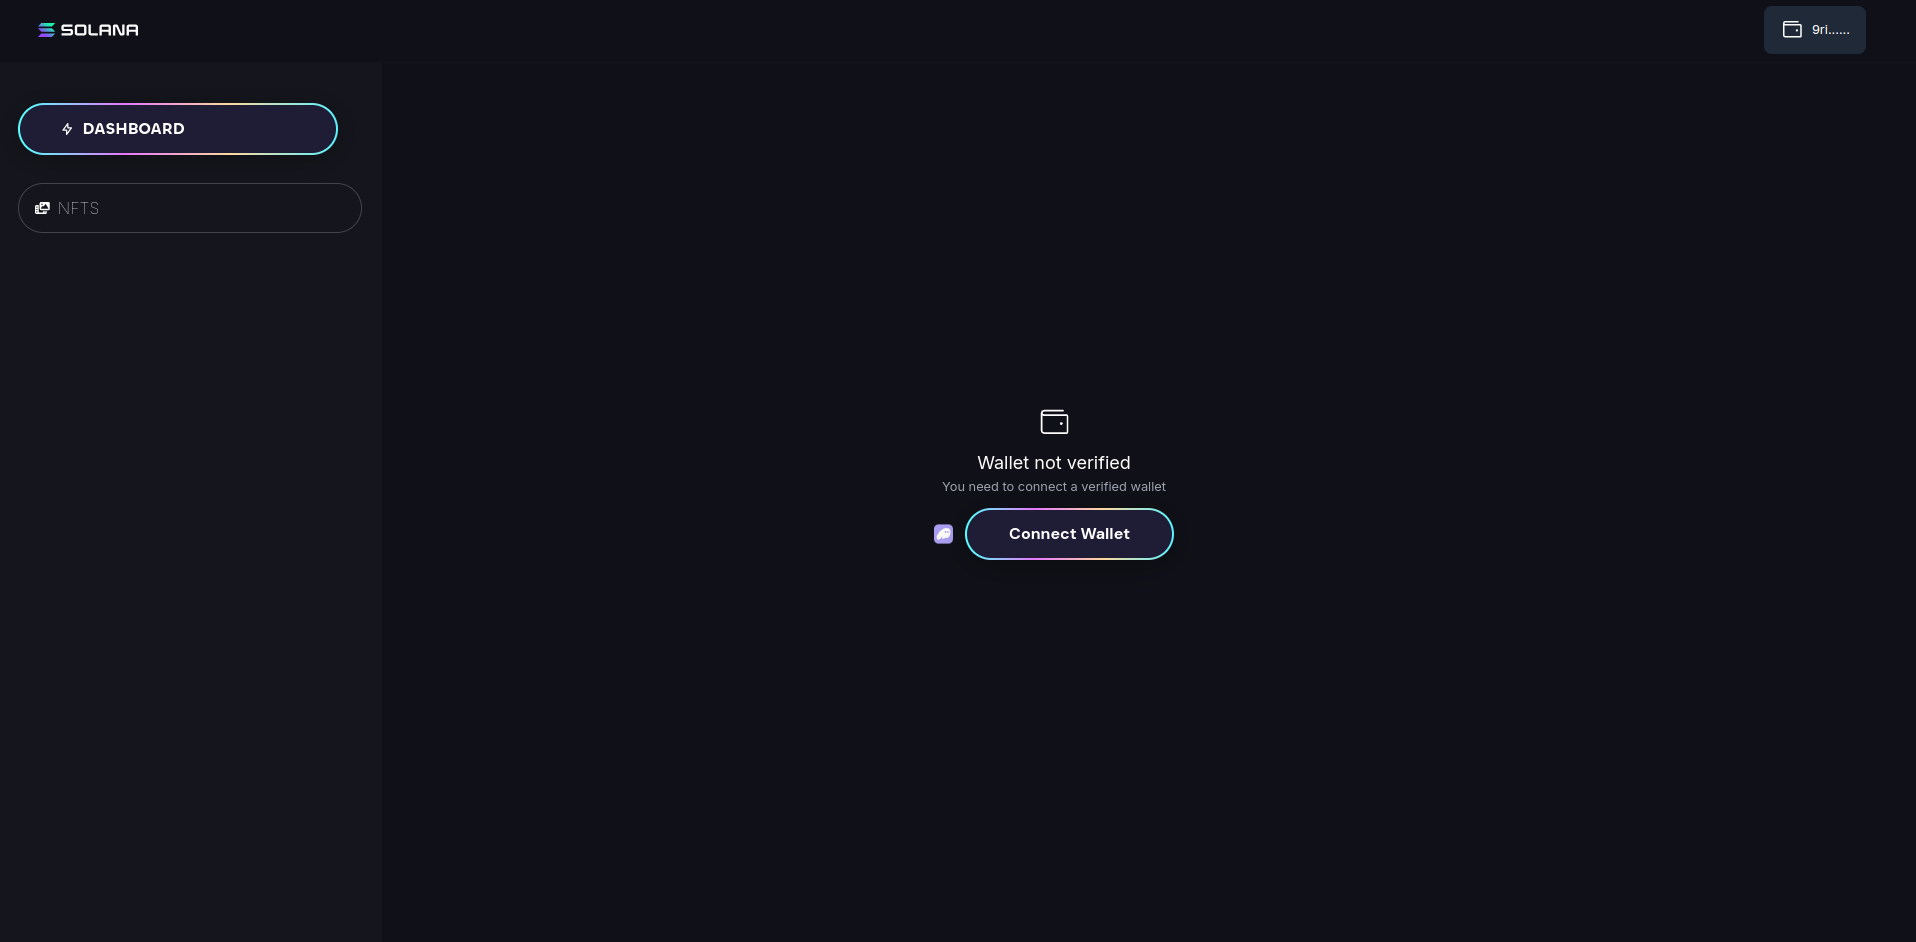 SOLANA
9ri......
DASHBOARD
NFTS
Wallet not verified
You need to connect a verified wallet
Connect Wallet